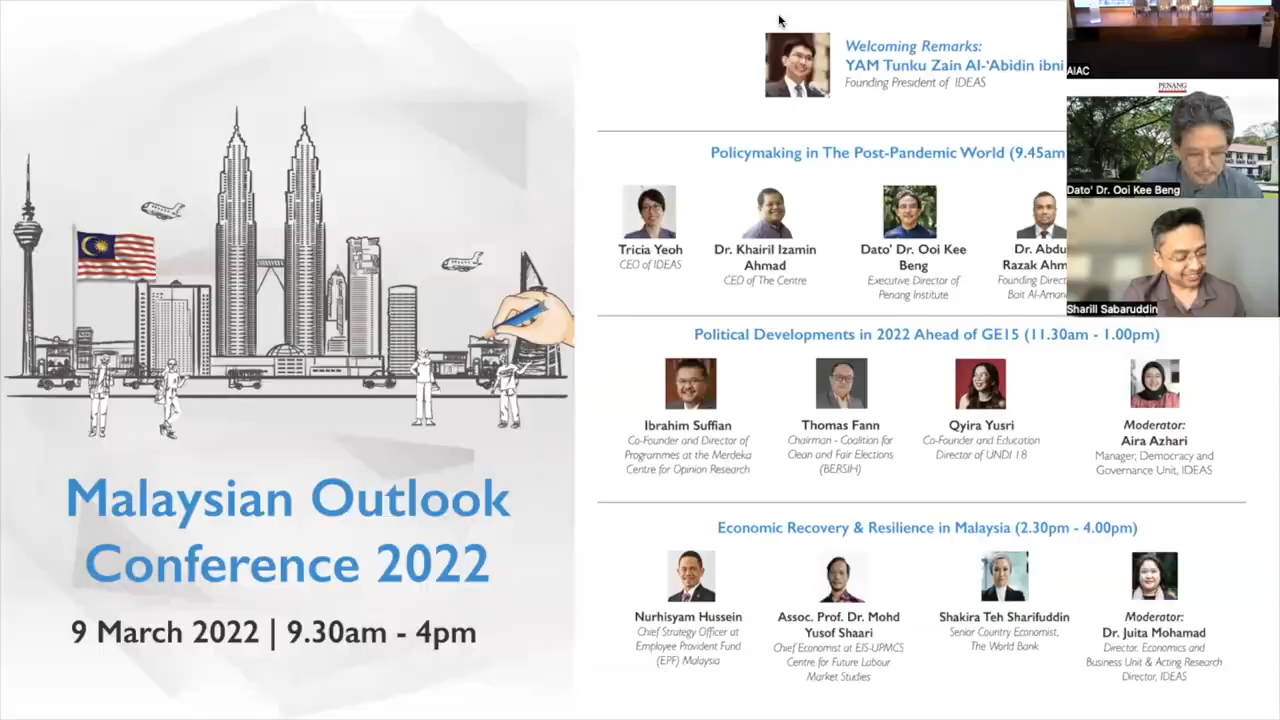 Malaysian Outlook
Conference 2022
9 March 2022 | 9.30am - 4pm
Welcoming Remarks:
YAM Tunku Zain Al-'Abidin ibni
Founding President of IDEAS
Policymaking in The Post-Pandemic World (9.45am
Tricia Yeoh
CEO of IDEAS
Dr. Khairil Izamin
Ahmad
CEO of The Centre
Dato' Dr. Ooi Kee
Beng
Executive Director of
Penang Institute
Dr. Abdu
Razak Ahm
Founding Direct
Bait Al-Aman
Political Developments in 2022 Ahead of GE15 (11.30am - 1.00pm)
Ibrahim Suffian
Co-Founder and Director of
Programmes at the Merdeka
Centre for Opinion Research
Thomas Fann
Chairman - Coalition for
Clean and Fair Elections
(BERSIH)
Qyira Yusri
Co-Founder and Education
Director of UNDI 18
Moderator:
Aira Azhari
Manager, Democracy and
Governance Unit, IDEAS
Economic Recovery & Resilience in Malaysia (2.30pm - 4.00pm)
Nurhisyam Hussein
Chief Strategy Officer at
Employee Provident Fund
(EPF) Malaysia
Assoc. Prof. Dr. Mohd
Yusof Shaari
Chief Economist at EIS-UPMCS
Centre for Future Labour
Market Studies
Shakira Teh Sharifuddin
Senior Country Economist,
The World Bank
Moderator:
Dr. Juita Mohamad
Director, Economics and
Business Unit & Acting Research
Director, IDEAS
AIAC
PENANG
Dato' Dr. Ooi Kee Beng
Sharill Sabaruddin